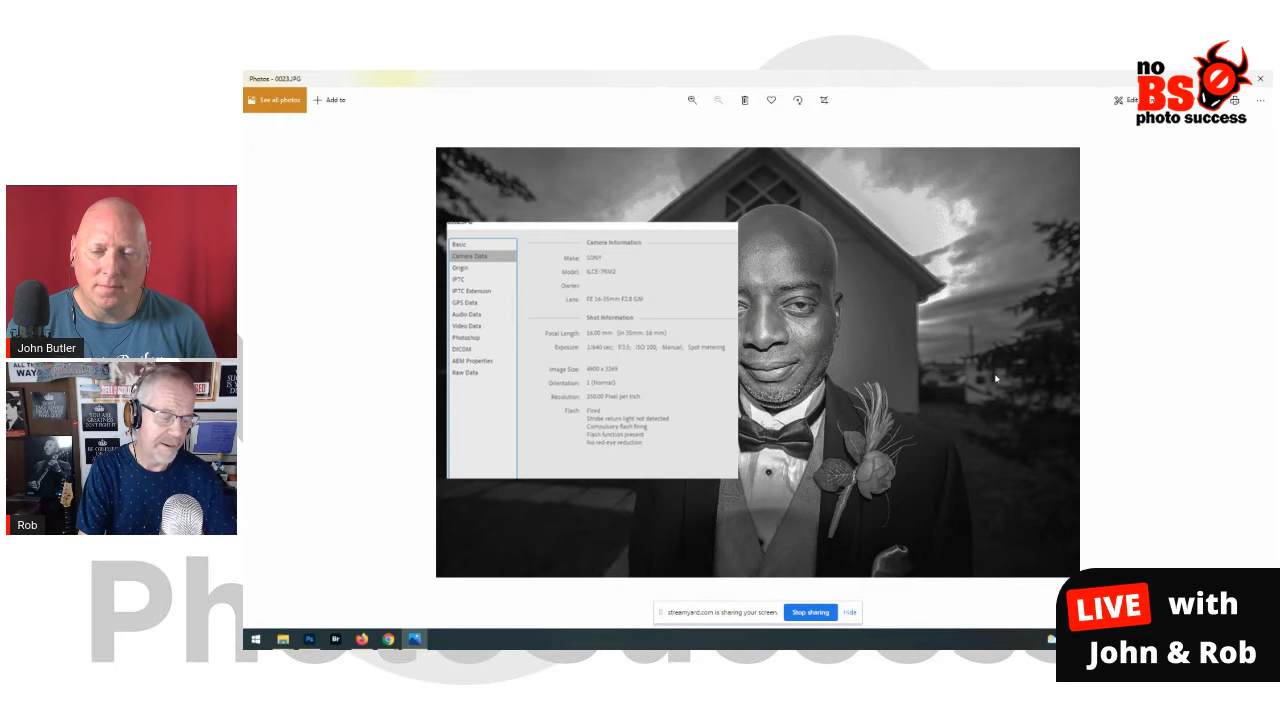 no
BS
photo success
Photos - 0023.JPG
See all photos
Add to
Camera Information
Basic
Camera Data
Origin
IPTC
IPTC Extension
GPS Data
Audio Data
Video Data
Photoshop
DICOM
AEM Properties
Raw Data
Make: SONY
Model: ILCE-7RM2
Owner:
Lens: FE 16-35mm F2.8 GM
Shot Information
Focal Length: 16.00 mm (in 35mm: 16 mm)
Exposure: 1/640 sec; f/3.5; ISO 100; Manual; Spot metering
Image Size: 4900 x 3269
Orientation: 1 (Normal)
Resolution: 350.00 Pixel per Inch
Flash: Fired
Strobe return light not detected
Compulsory flash firing
Flash function present
No red-eye reduction
John Butler
Rob
streamyard.com is sharing your screen.
Stop sharing
Hide
Ps
Br
LIVE with
John & Rob